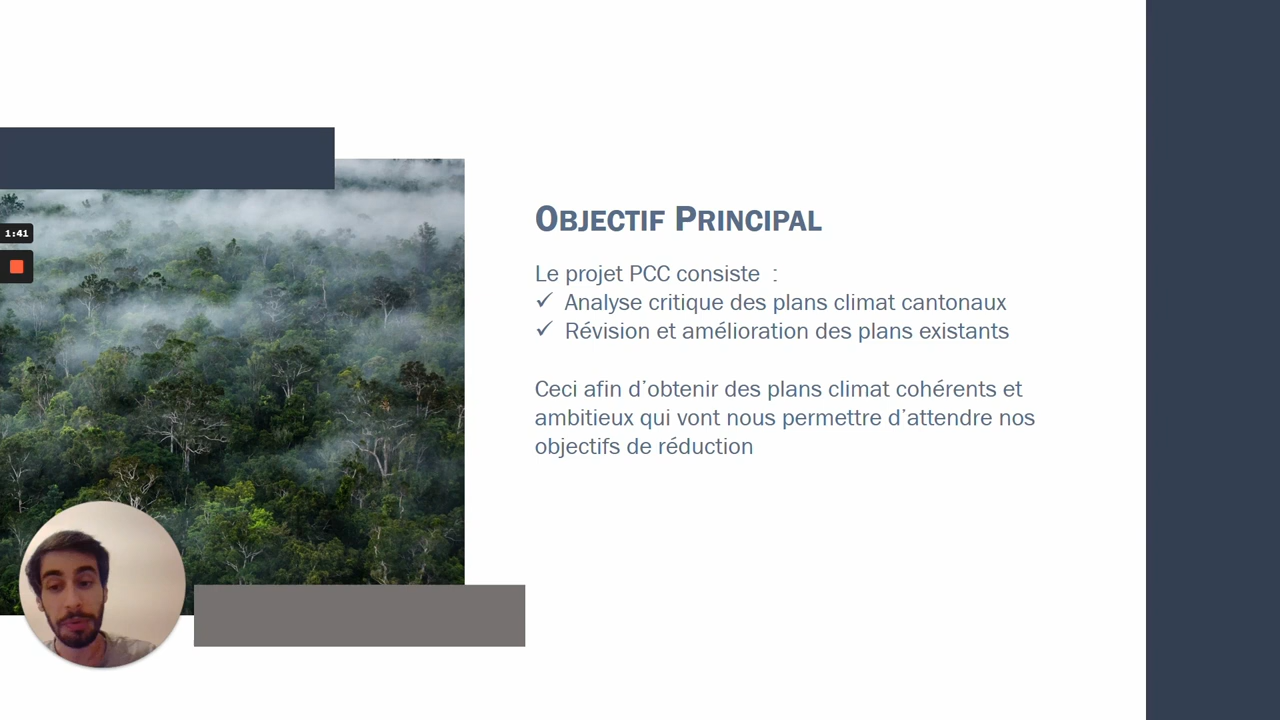 1:41
OBJECTIF PRINCIPAL
Le projet PCC consiste :
✓ Analyse critique des plans climat cantonaux
✓ Révision et amélioration des plans existants
Ceci afin d’obtenir des plans climat cohérents et
ambitieux qui vont nous permettre d’attendre nos
objectifs de réduction